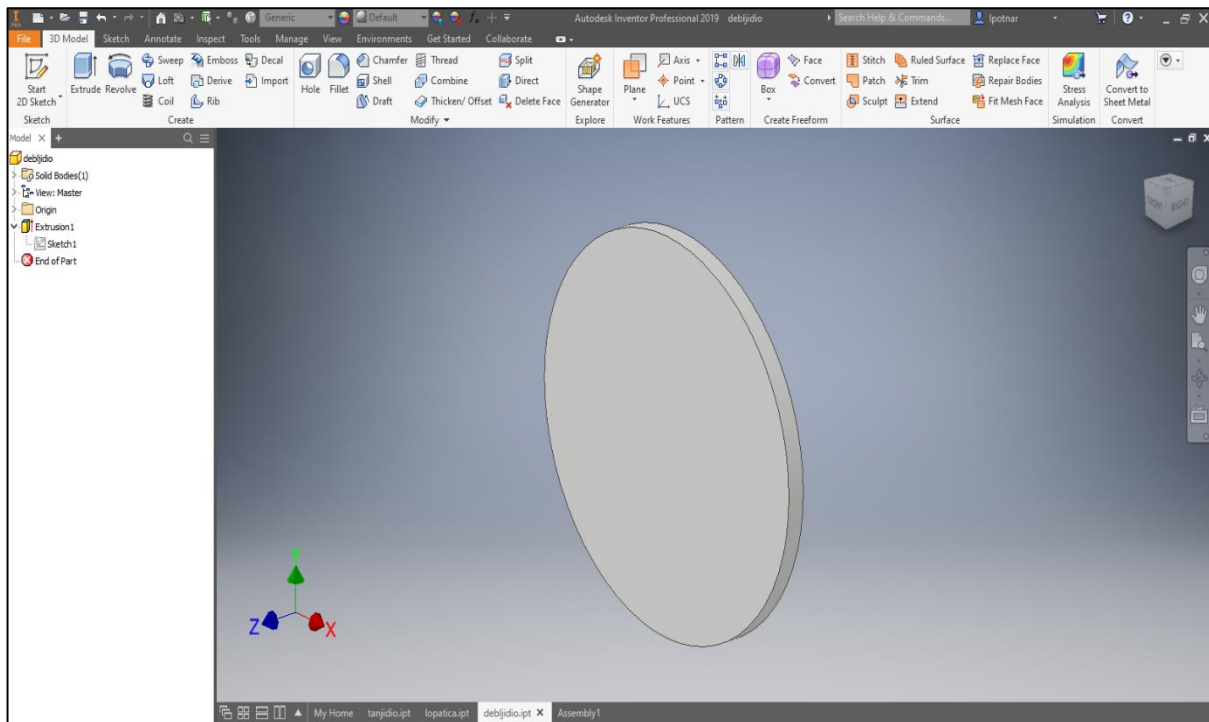 Generic Default Autodesk Inventor Professional 2019 debljidio Search Help & Commands... lpotnar
File 3D Model Sketch Annotate Inspect Tools Manage View Environments Get Started Collaborate
Sweep Emboss Decal Chamfer Thread Split Axis Face Stitch Ruled Surface Replace Face
Start 2D Sketch Extrude Revolve Loft Derive Import Hole Fillet Shell Combine Direct Shape Generator Plane Point Box Convert Patch Trim Repair Bodies Stress Analysis Convert to Sheet Metal
Coil Rib Draft Thicken/ Offset Delete Face UCS Sculpt Extend Fit Mesh Face
Sketch Create Modify Explore Work Features Pattern Create Freeform Surface Simulation Convert
Model
debljidio
Solid Bodies(1)
View: Master
Origin
Extrusion1
Sketch1
End of Part
FRONT RIGHT
Y
Z X
My Home tanjidio.ipt lopatica.ipt debljidio.ipt Assembly1